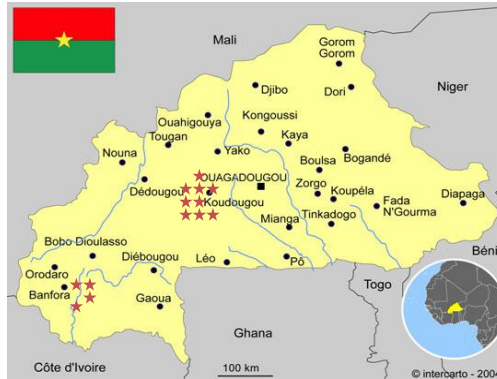 Mali
Niger
Gorom
Gorom
Djibo
Dorí
Ouahigouya
Kongoussi
Tougan
Kaya
Nouna
Yako
Bogandé
Boulsa
OUAGADOUGOU
Dédougou
Zorgo
Koupéla
Diapaga
Koudougou
Fada
N'Gourma
Mianga
Tinkadogo
Bobo Dioulasso
Diébougou
Léo
Pô
Béni
Orodaro
Banfora
Gaoua
Togo
Ghana
Côte d'Ivoire
100 km
© intercarto - 2004